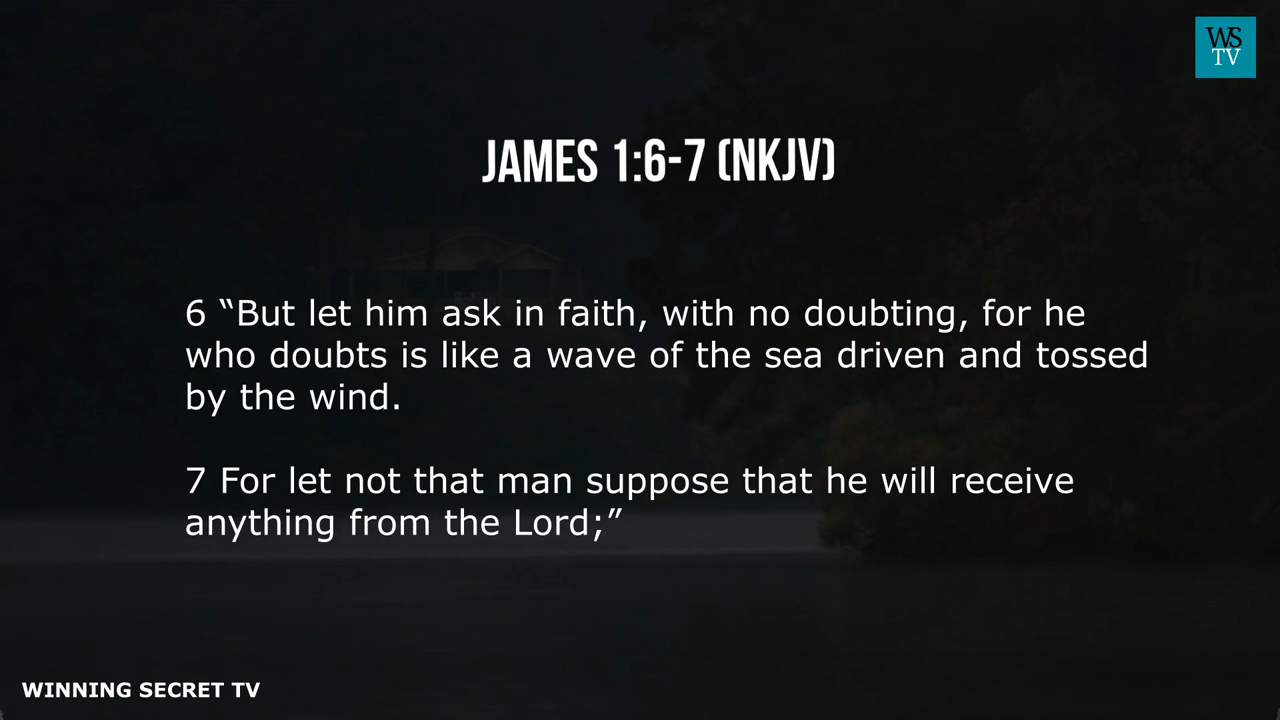 WS
TV
JAMES 1:6-7 (NKJV)
6 “But let him ask in faith, with no doubting, for he
who doubts is like a wave of the sea driven and tossed
by the wind.
7 For let not that man suppose that he will receive
anything from the Lord;”
WINNING SECRET TV